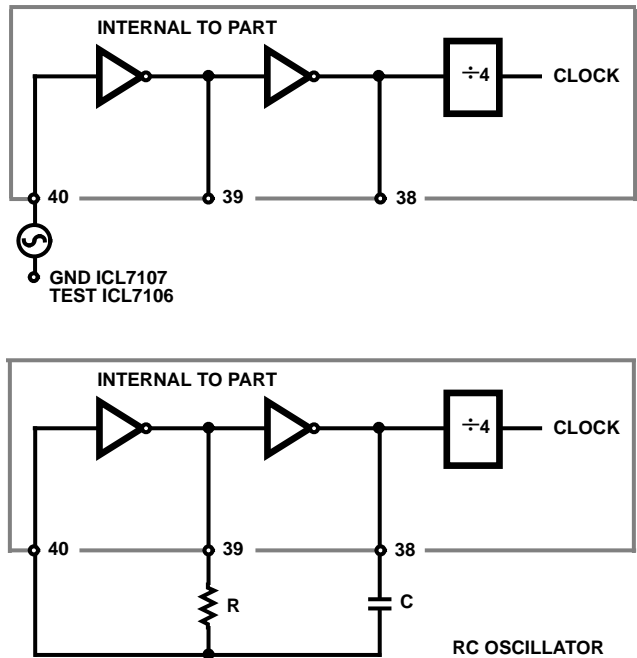 INTERNAL TO PART
÷4
CLOCK
40
39
38
GND ICL7107
TEST ICL7106
INTERNAL TO PART
÷4
CLOCK
40
39
38
R
C
RC OSCILLATOR